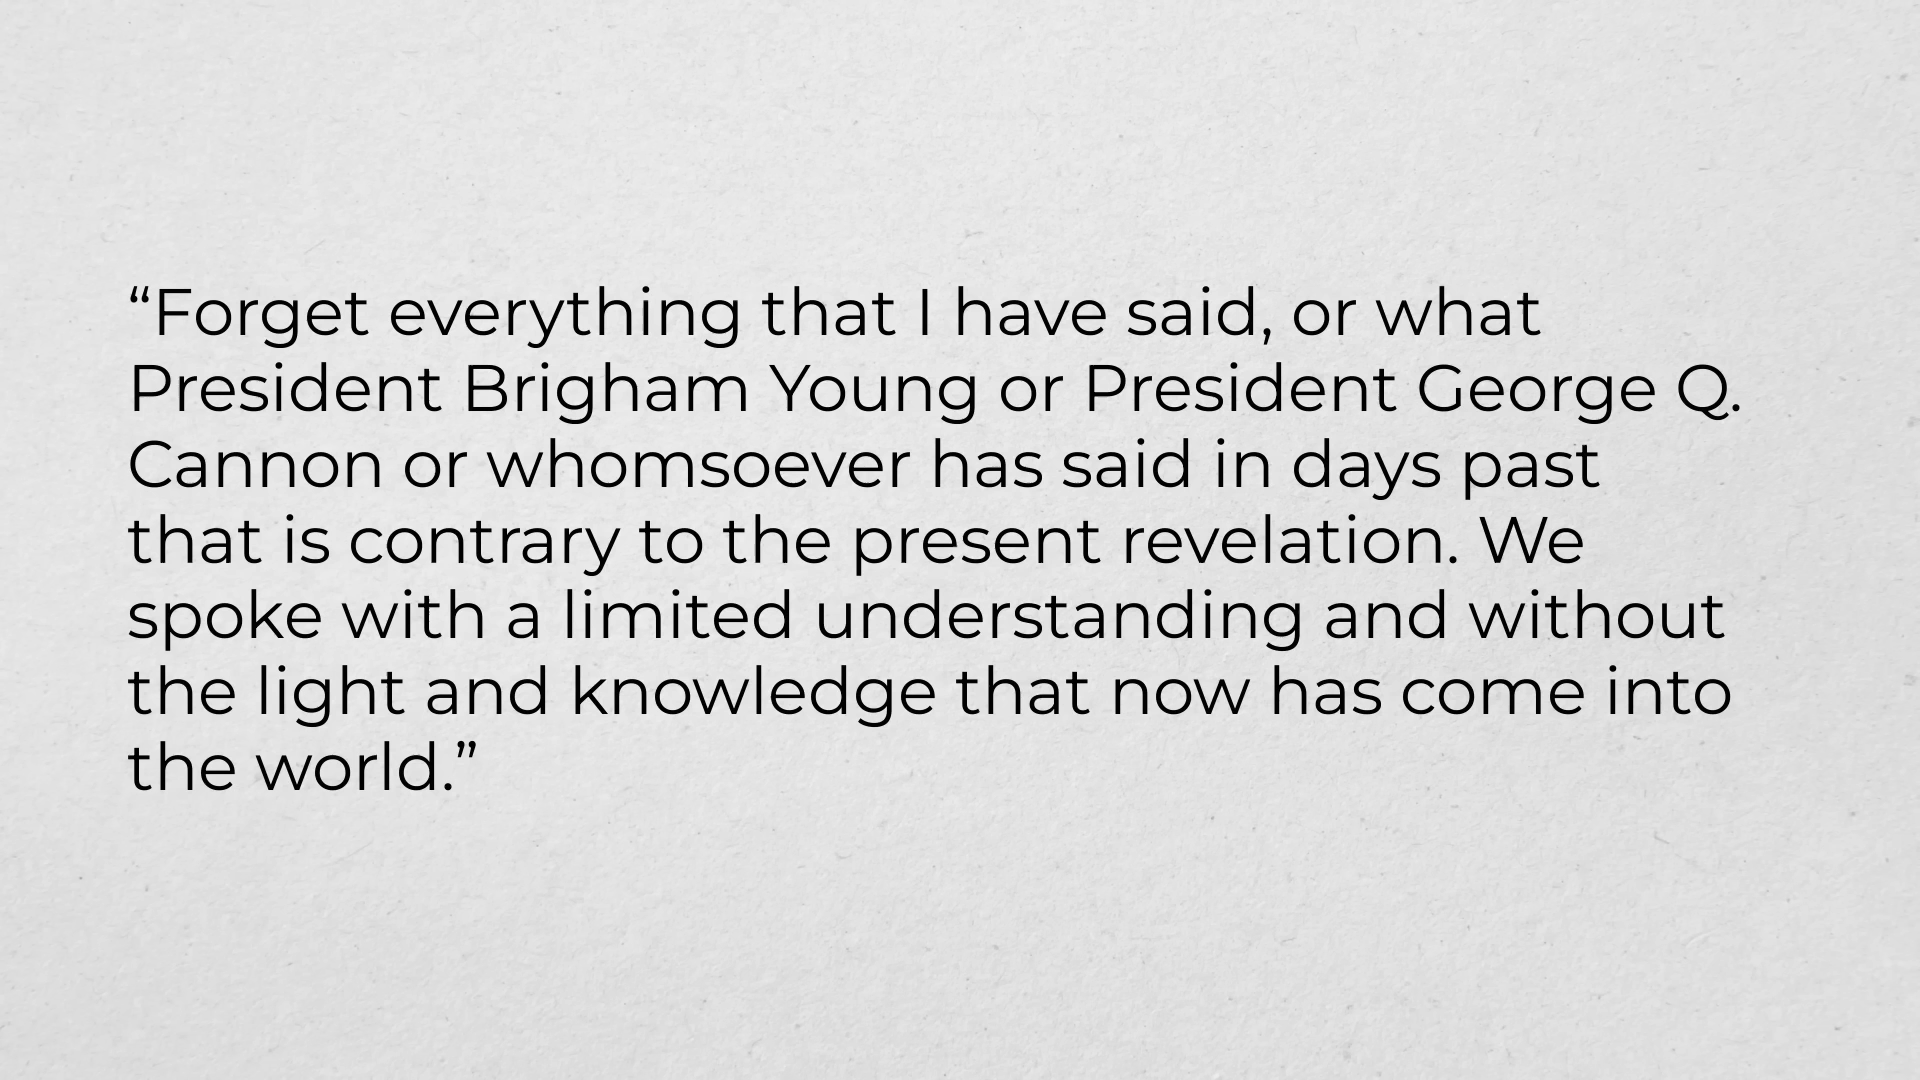 “Forget everything that I have said, or what
President Brigham Young or President George Q.
Cannon or whomsoever has said in days past
that is contrary to the present revelation. We
spoke with a limited understanding and without
the light and knowledge that now has come into
the world.”